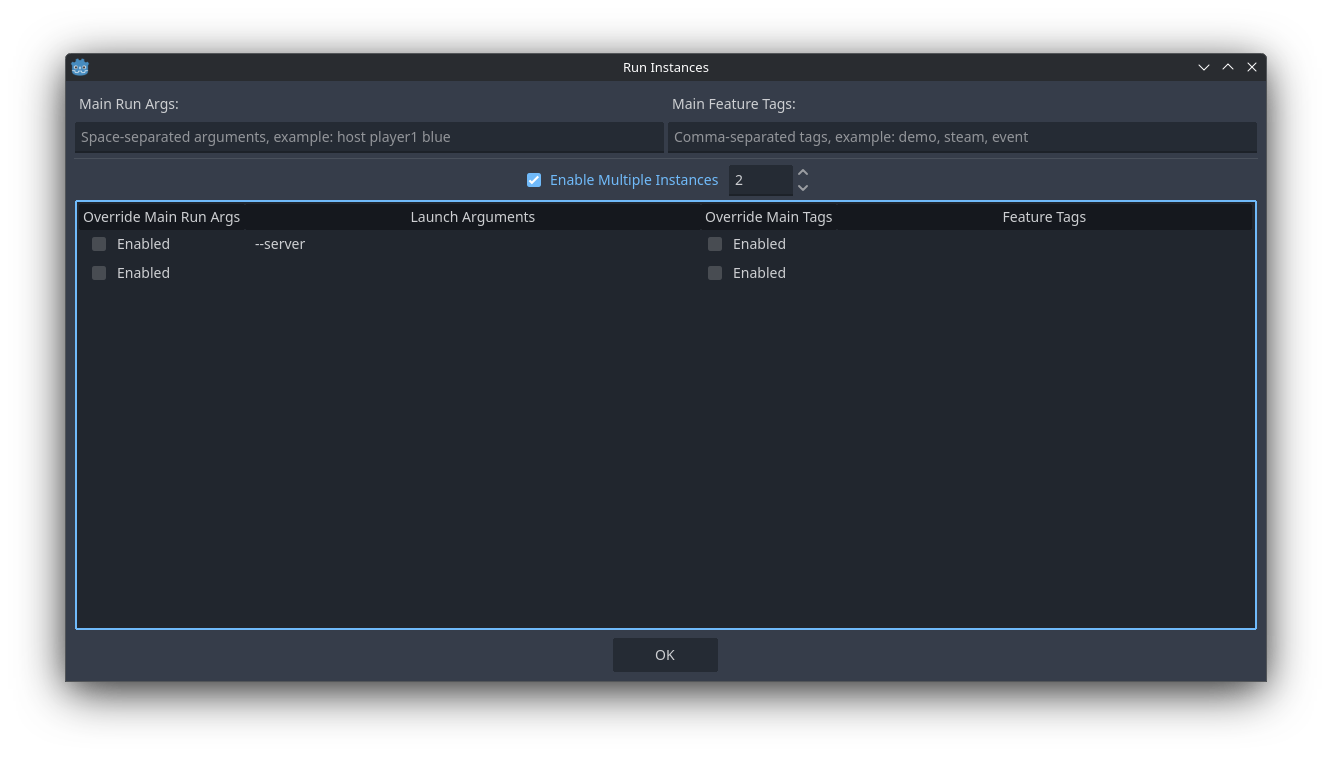 Run Instances
Main Run Args: Main Feature Tags:
Space-separated arguments, example: host player1 blue Comma-separated tags, example: demo, steam, event
Enable Multiple Instances 2
Override Main Run Args Launch Arguments Override Main Tags Feature Tags
Enabled --server Enabled
Enabled Enabled
OK